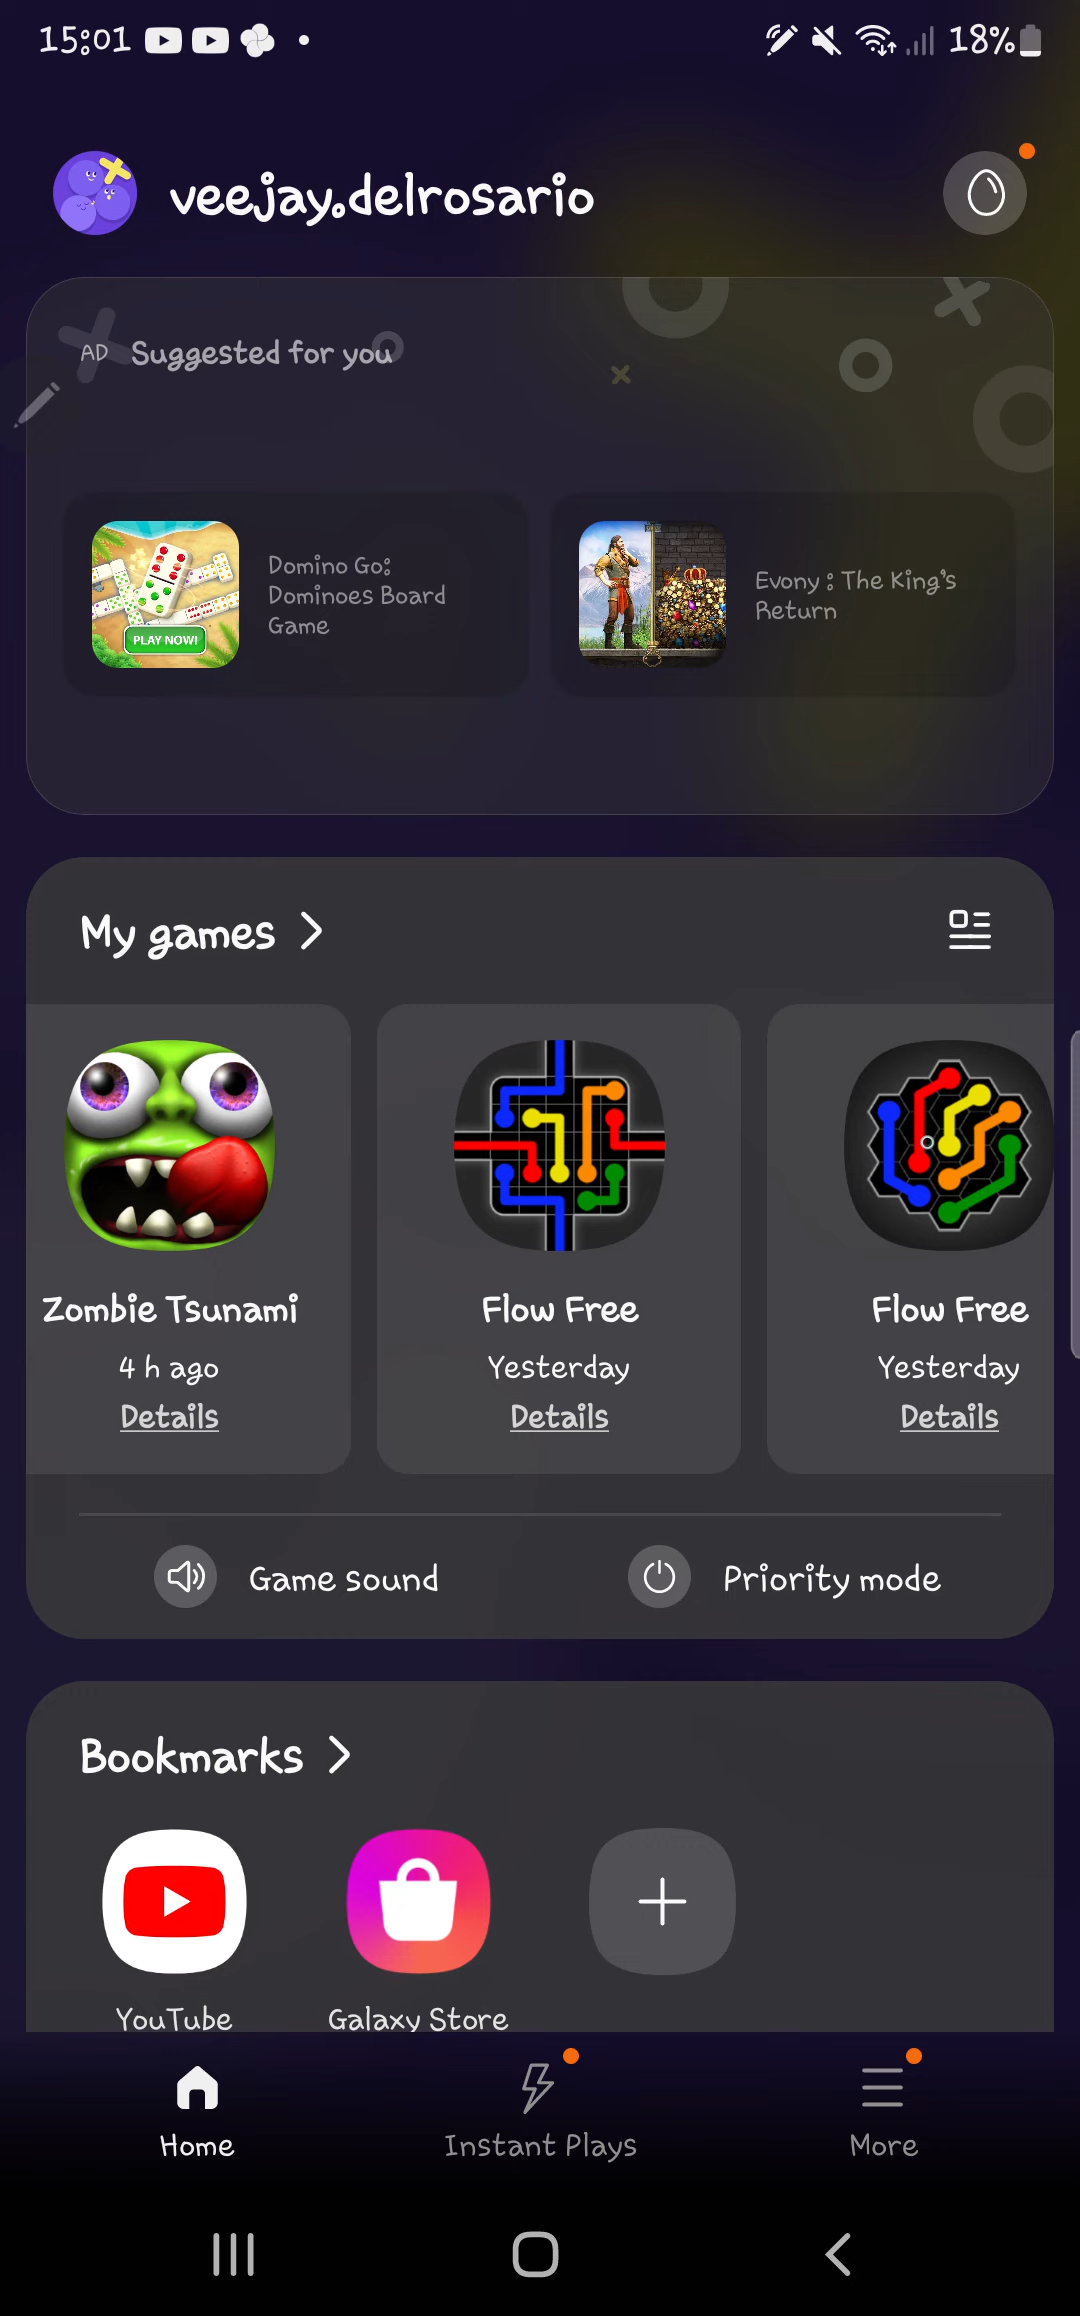 15:01
18%
veejay.delrosario
AD Suggested for you
Domino Go:
Dominoes Board
Game
PLAY NOW!
Evony : The King's
Return
My games
Zombie Tsunami
4 h ago
Details
Flow Free
Yesterday
Details
Flow Free
Yesterday
Details
Game sound
Priority mode
Bookmarks
YouTube
Galaxy Store
Home
Instant Plays
More